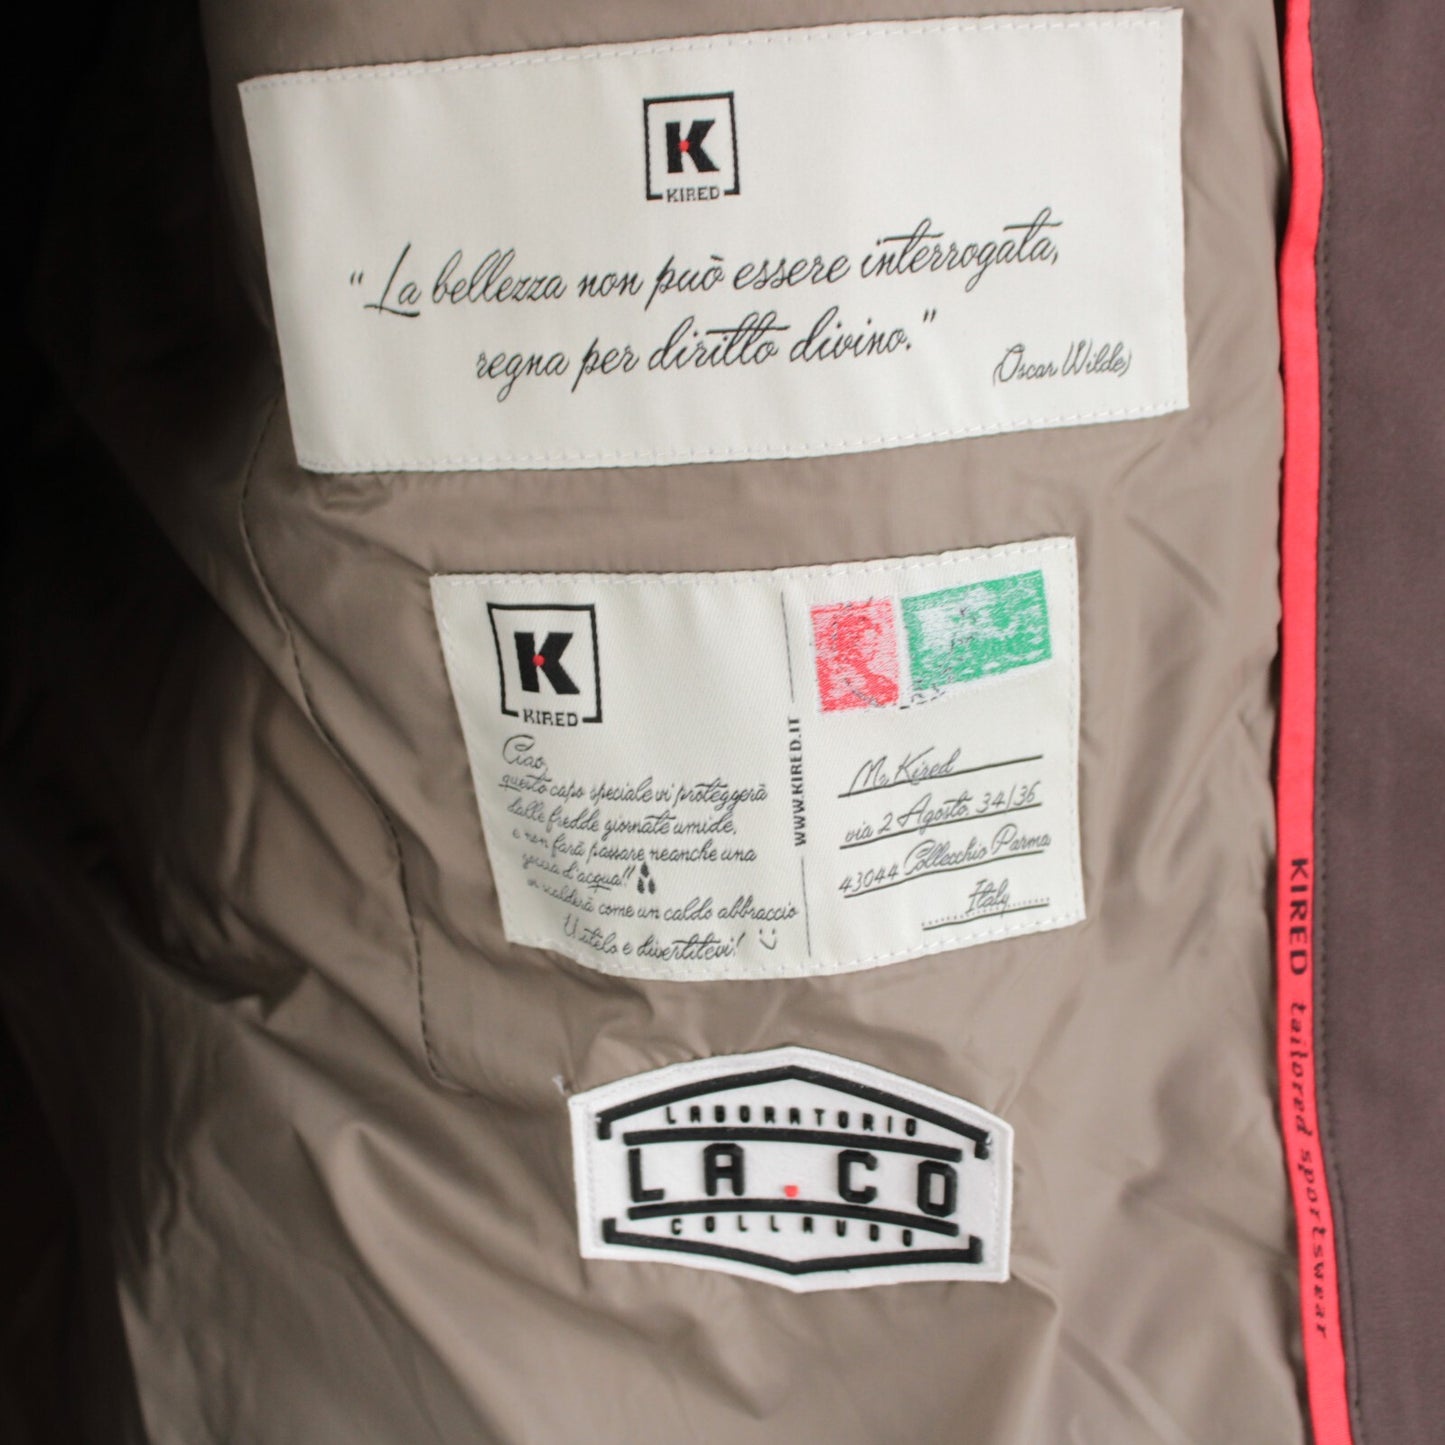 K
KIRED
"La bellezza non può essere interrogata,
regna per diritto divino."
(Oscar Wilde)
K
KIRED
Ciao,
questo capo speciale vi proteggerà
dalle fredde giornate umide,
e non farà passare neanche una
goccia d'acqua!!
vi scalderà come un caldo abbraccio
Usatelo e divertitevi!
WWW.KIRED.IT
Mr. Kired
via 2 Agosto, 34/36
43044 Collecchio Parma
Italy
LABORATORIO
LA.CO
COLLAUDO
KIRED tailored sportswear